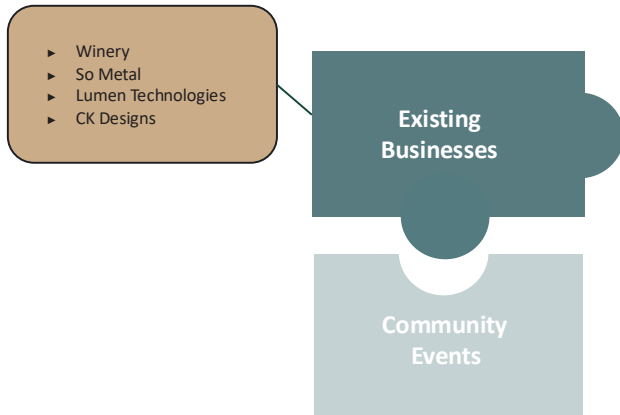 ► Winery
► So Metal
► Lumen Technologies
► CK Designs
Existing
Businesses
Community
Events